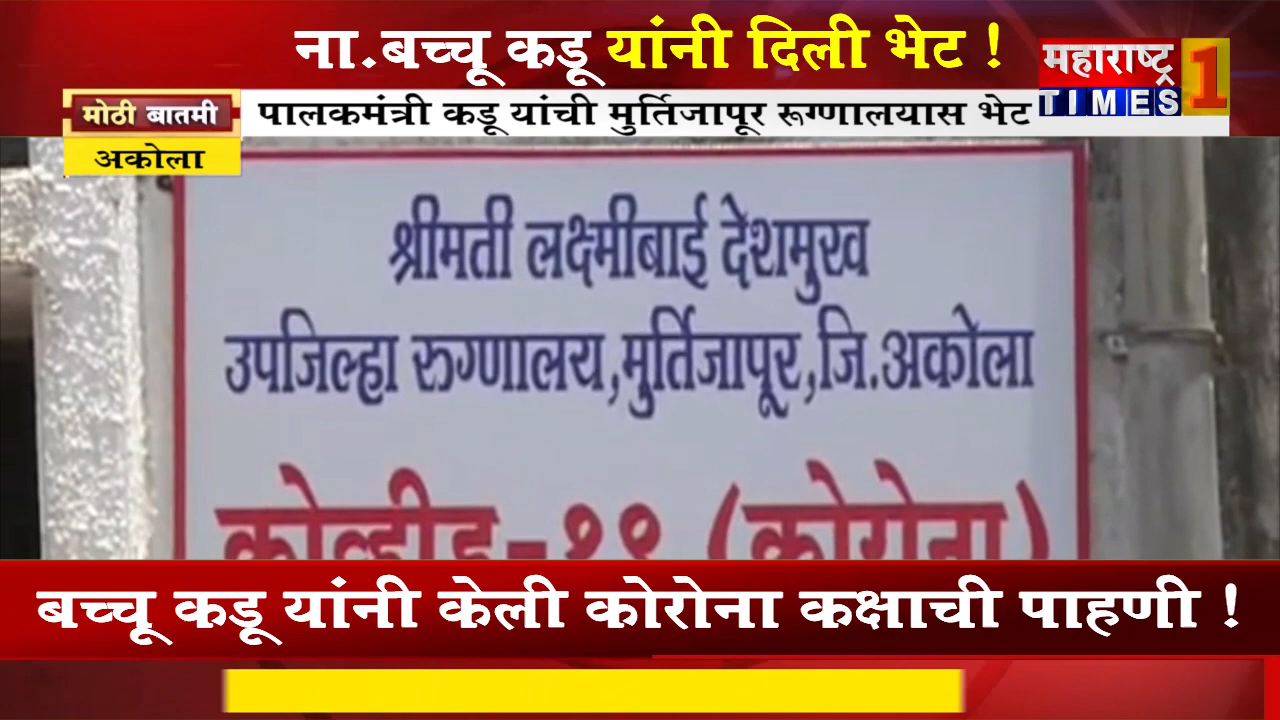 ना.बच्चू कडू यांनी दिली भेट !
महाराष्ट्र 1
TIMES
मोठी बातमी
पालकमंत्री कडू यांची मुर्तिजापूर रूग्णालयास भेट
अकोला
श्रीमती लक्ष्मीबाई देशमुख
उपजिल्हा रुग्णालय,मुर्तिजापूर,जि.अकोला
कोव्हीड-१९ (कोरोना)
बच्चू कडू यांनी केली कोरोना कक्षाची पाहणी !